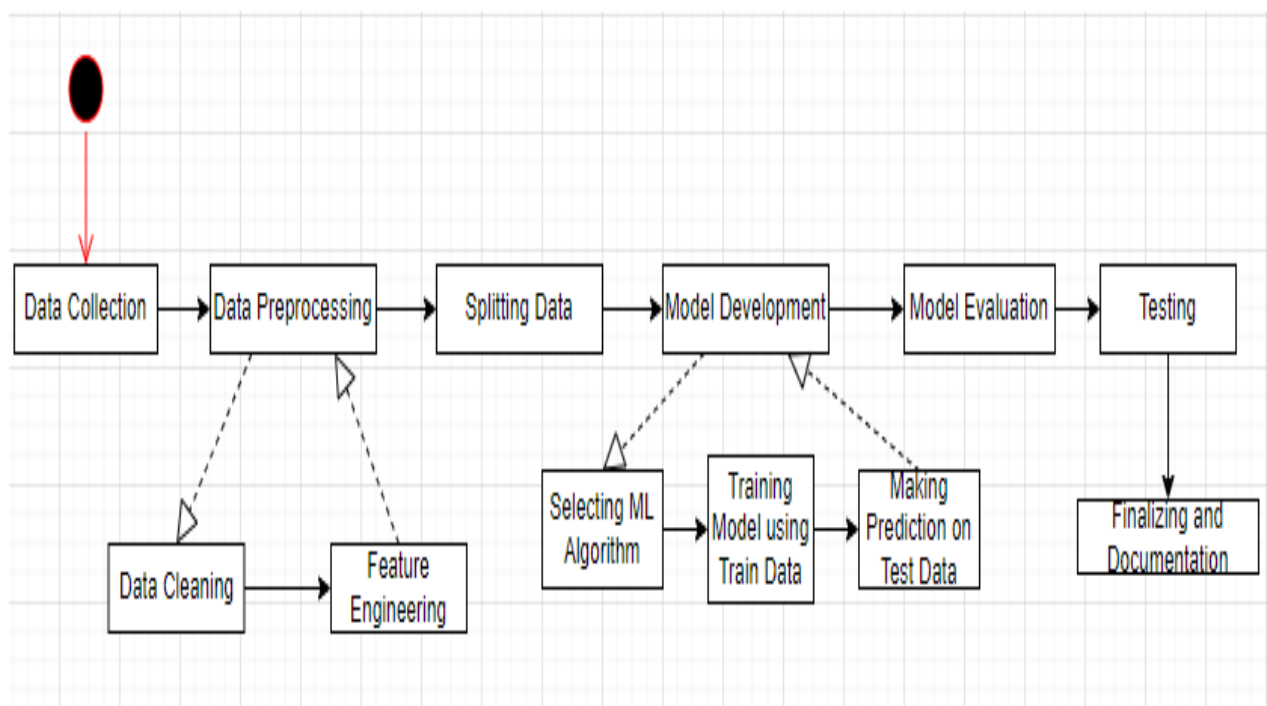 Data Collection
Data Preprocessing
Splitting Data
Model Development
Model Evaluation
Testing
Data Cleaning
Feature
Engineering
Selecting ML
Algorithm
Training
Model using
Train Data
Making
Prediction on
Test Data
Finalizing and
Documentation